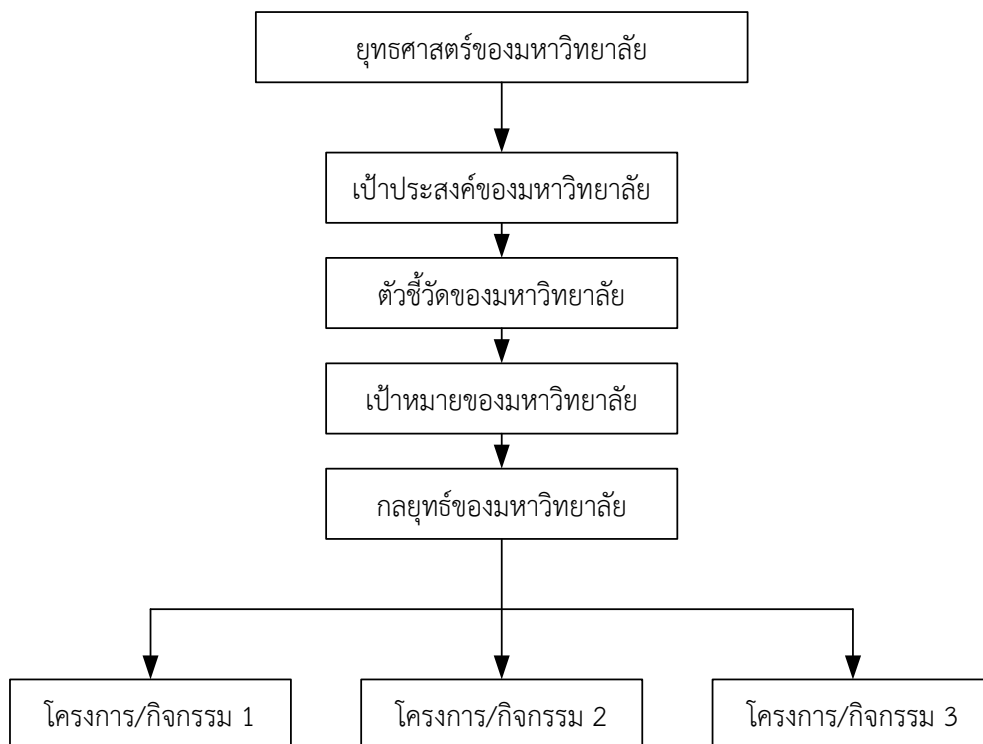 ยุทธศาสตร์ของมหาวิทยาลัย
เป้าประสงค์ของมหาวิทยาลัย
ตัวชี้วัดของมหาวิทยาลัย
เป้าหมายของมหาวิทยาลัย
กลยุทธ์ของมหาวิทยาลัย
โครงการ/กิจกรรม 1
โครงการ/กิจกรรม 2
โครงการ/กิจกรรม 3